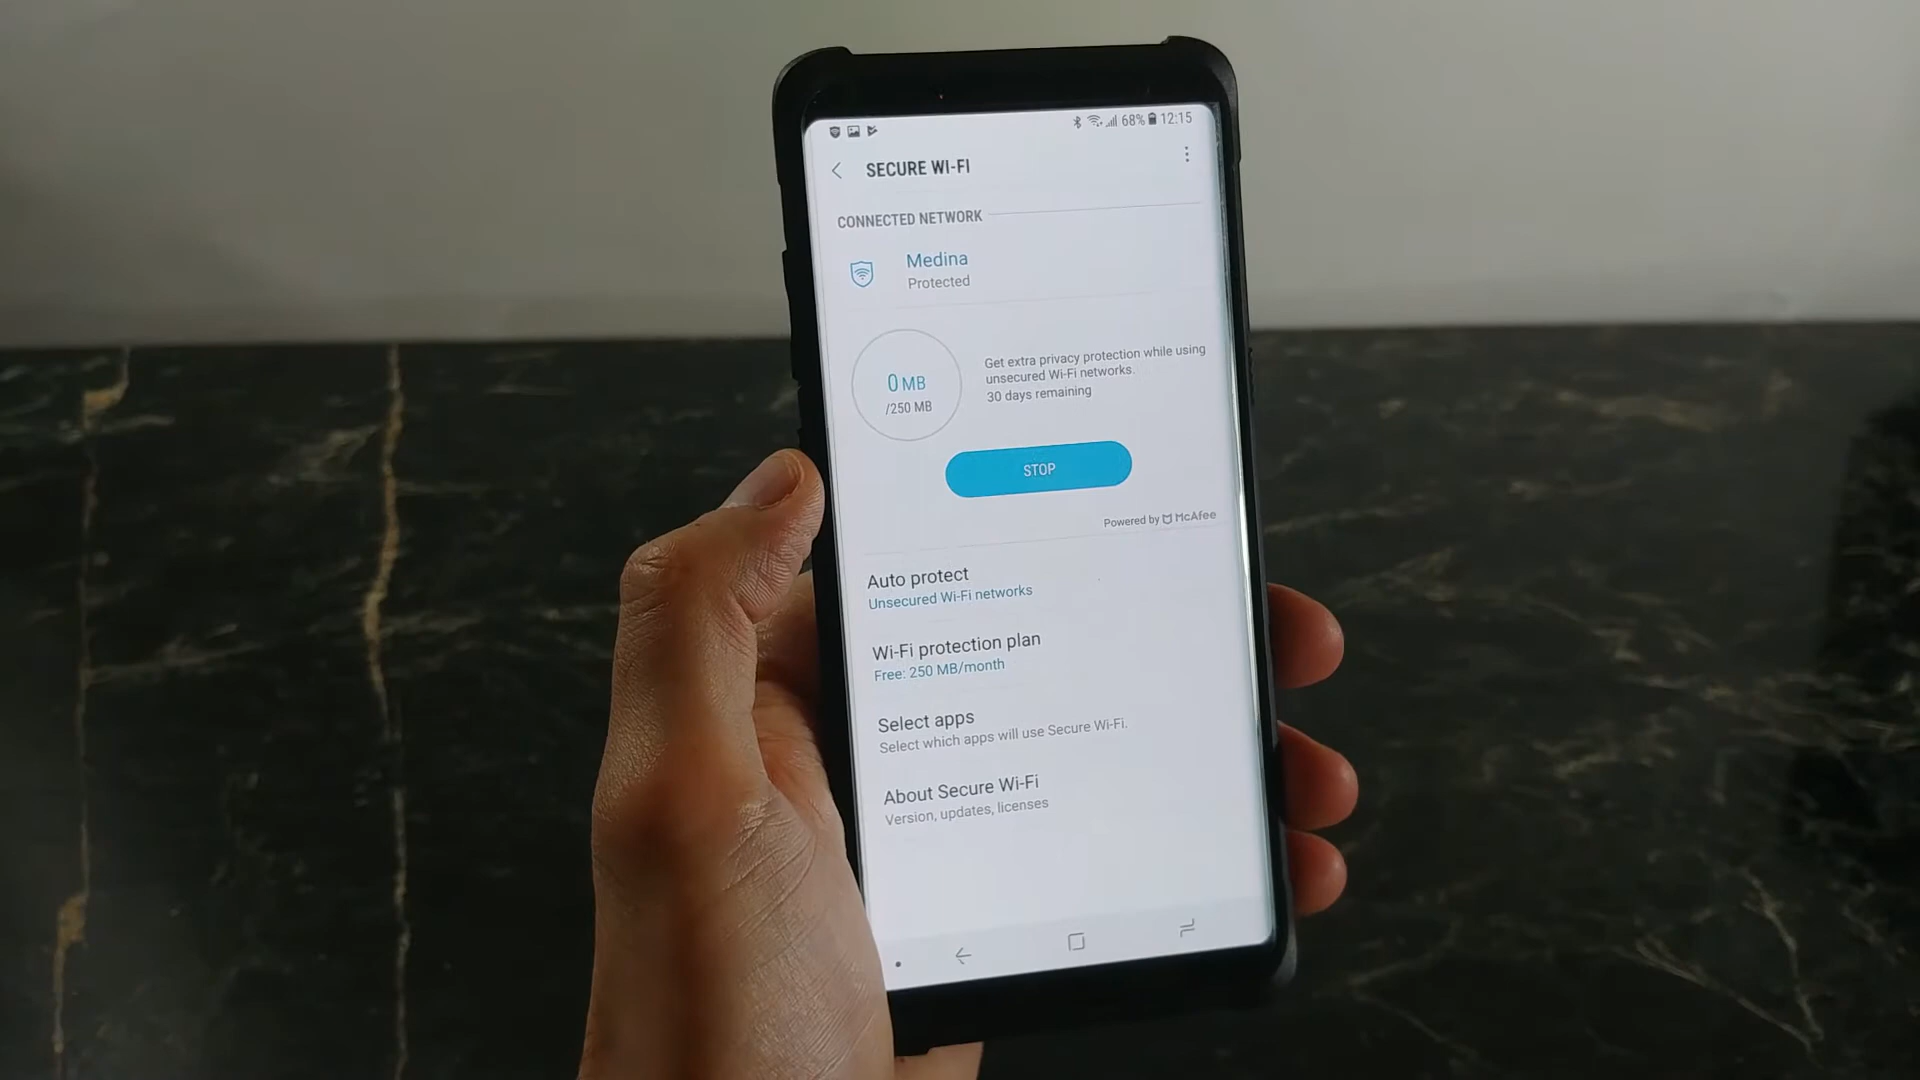 68% 12:15
SECURE WI-FI
CONNECTED NETWORK
Medina
Protected
0 MB
/250 MB
Get extra privacy protection while using
unsecured Wi-Fi networks.
30 days remaining
STOP
Powered by McAfee
Auto protect
Unsecured Wi-Fi networks
Wi-Fi protection plan
Free: 250 MB/month
Select apps
Select which apps will use Secure Wi-Fi.
About Secure Wi-Fi
Version, updates, licenses